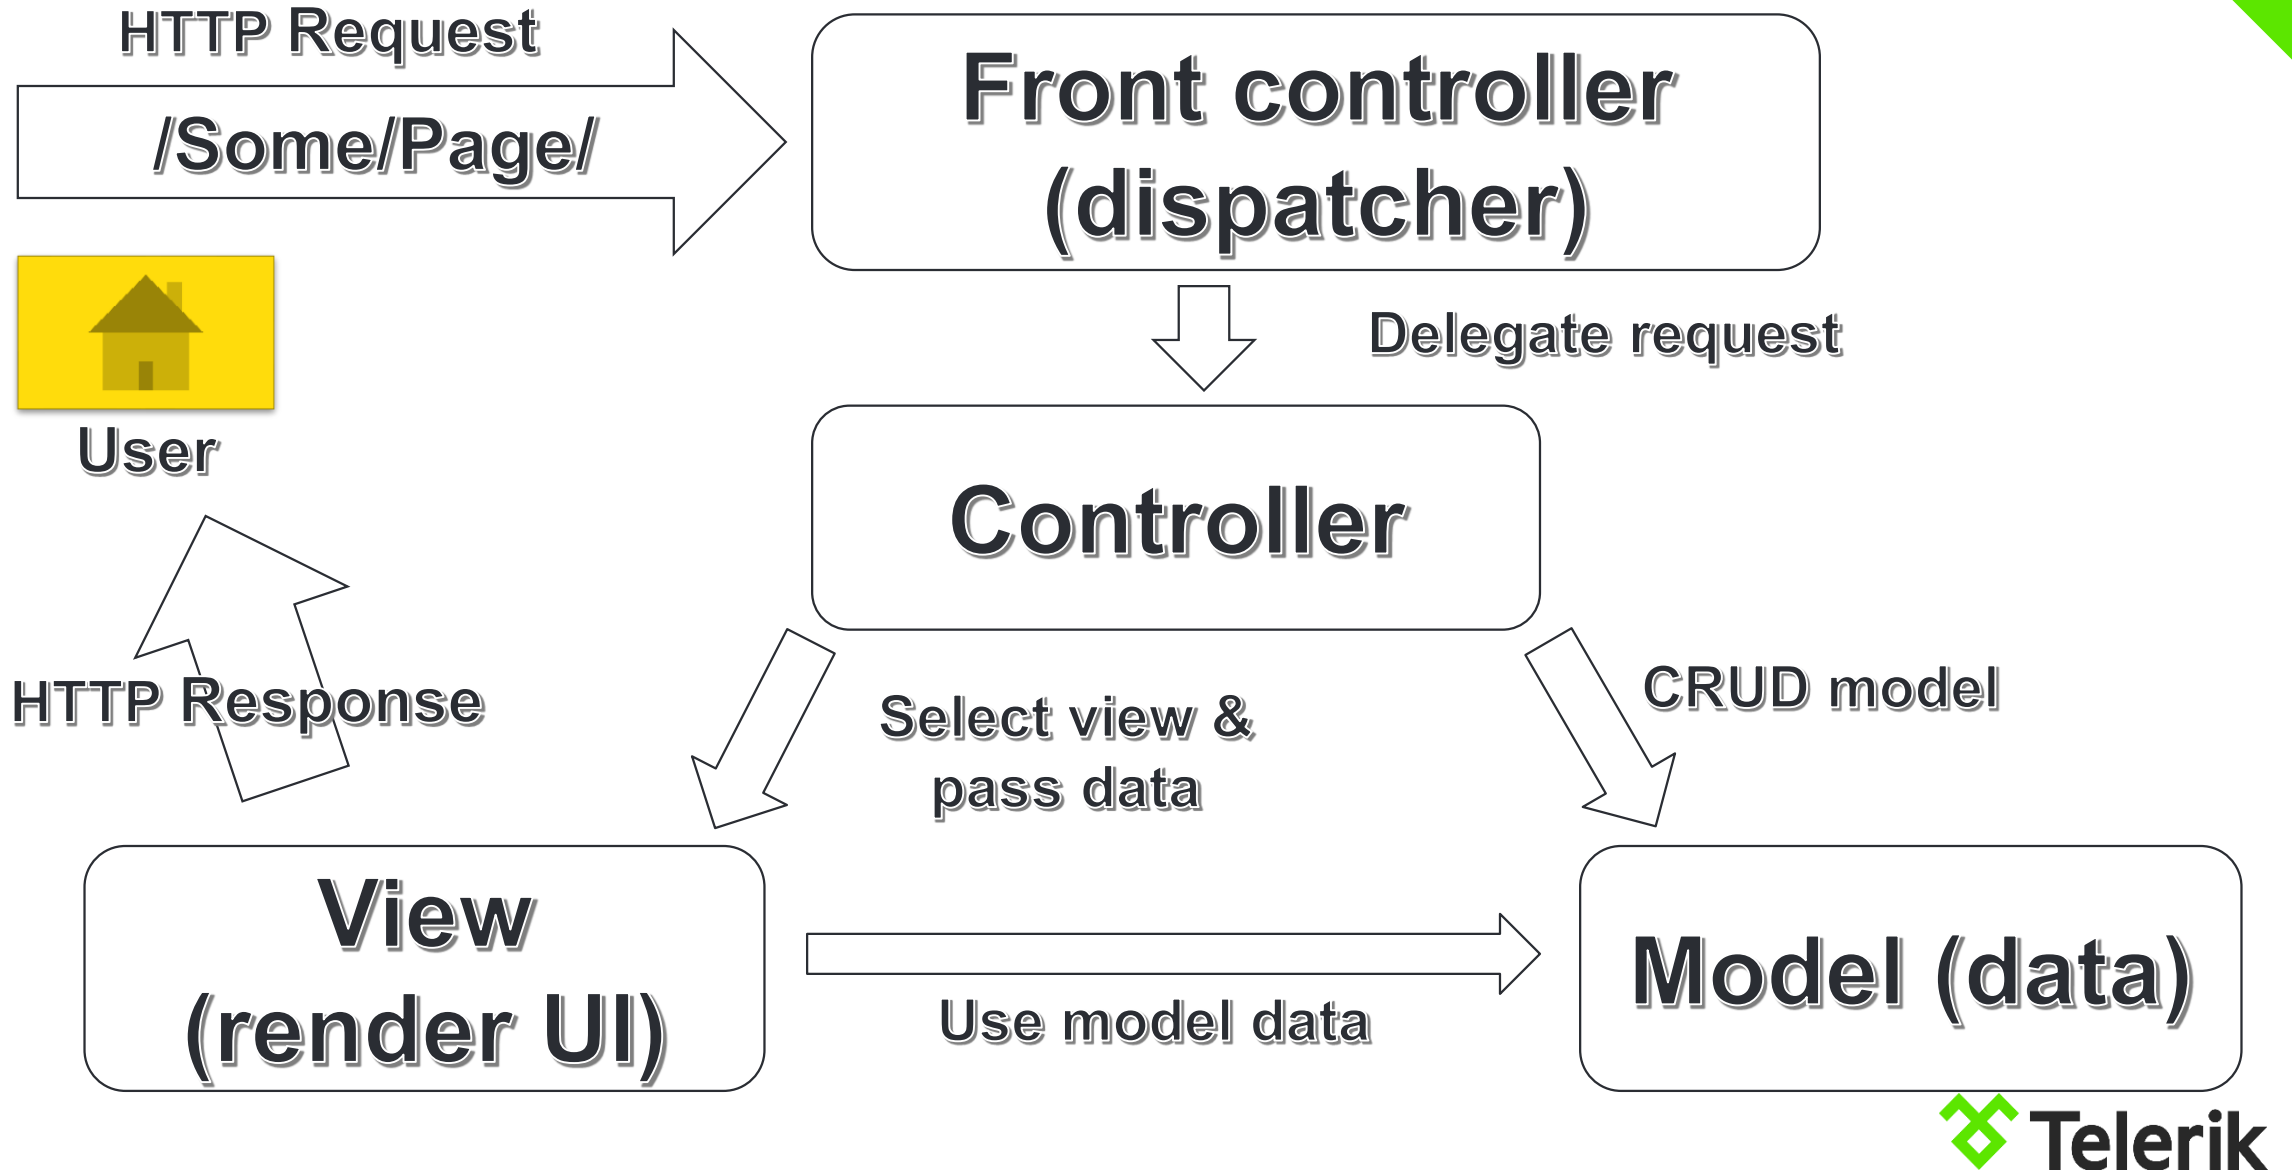 HTTP Request
/Some/Page/
Front controller
(dispatcher)
Delegate request
User
Controller
HTTP Response
Select view &
pass data
CRUD model
View
(render UI)
Use model data
Model (data)
Telerik